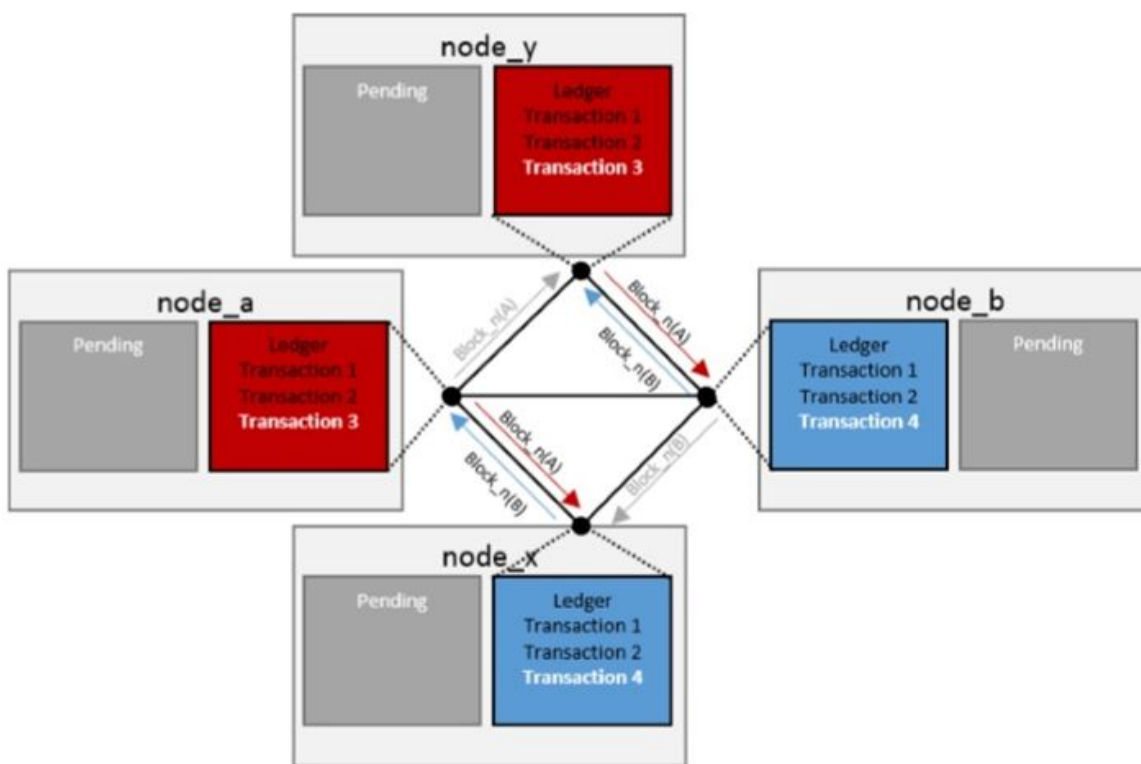 node_y
Pending
Ledger
Transaction 1
Transaction 2
Transaction 3
node_a
Pending
Ledger
Transaction 1
Transaction 2
Transaction 3
Block_n(A)
Block_n(A)
Block_n(B)
Block_n(A)
Block_n(B)
Block_n(B)
node_b
Ledger
Transaction 1
Transaction 2
Transaction 4
Pending
node_x
Pending
Ledger
Transaction 1
Transaction 2
Transaction 4